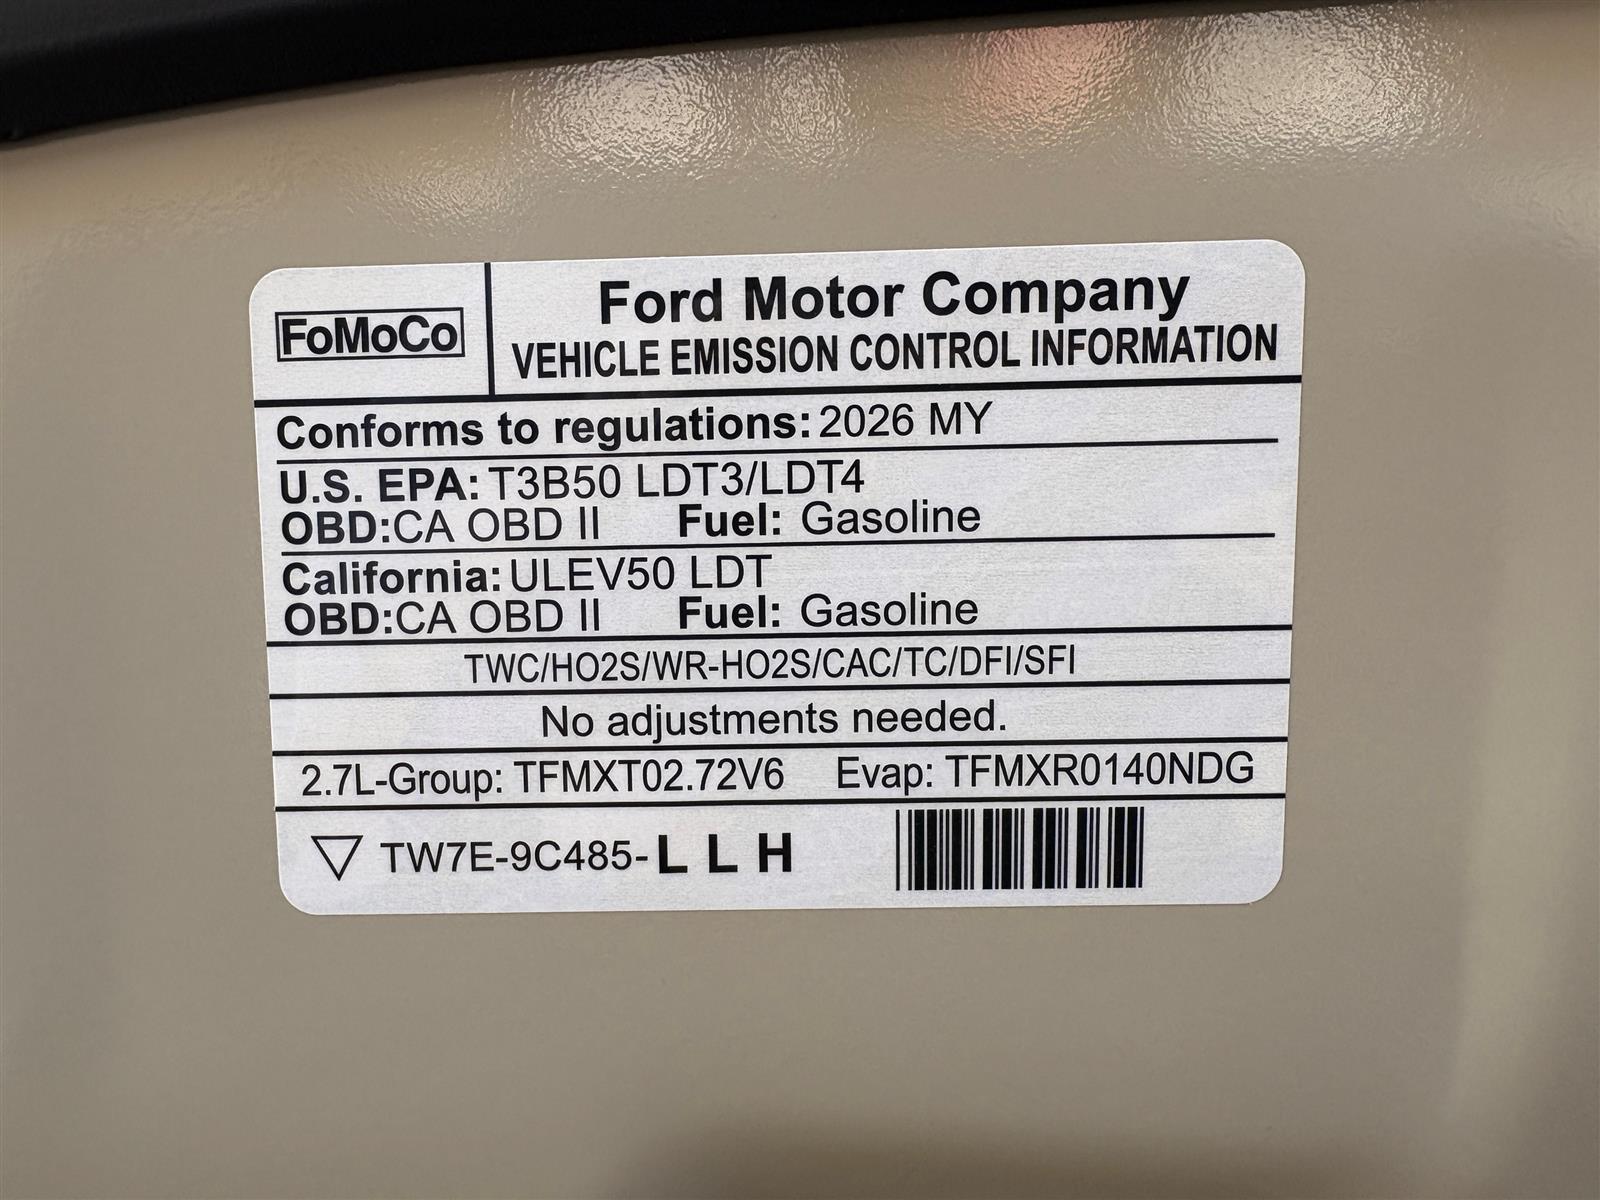 FoMoCo
Ford Motor Company
VEHICLE EMISSION CONTROL INFORMATION
Conforms to regulations: 2026 MY
U.S. EPA: T3B50 LDT3/LDT4
OBD:CA OBD II Fuel: Gasoline
California: ULEV50 LDT
OBD:CA OBD II Fuel: Gasoline
TWC/HO2S/WR-HO2S/CAC/TC/DFI/SFI
No adjustments needed.
2.7L-Group: TFMXT02.72V6 Evap: TFMXR0140NDG
TW7E-9C485-L L H